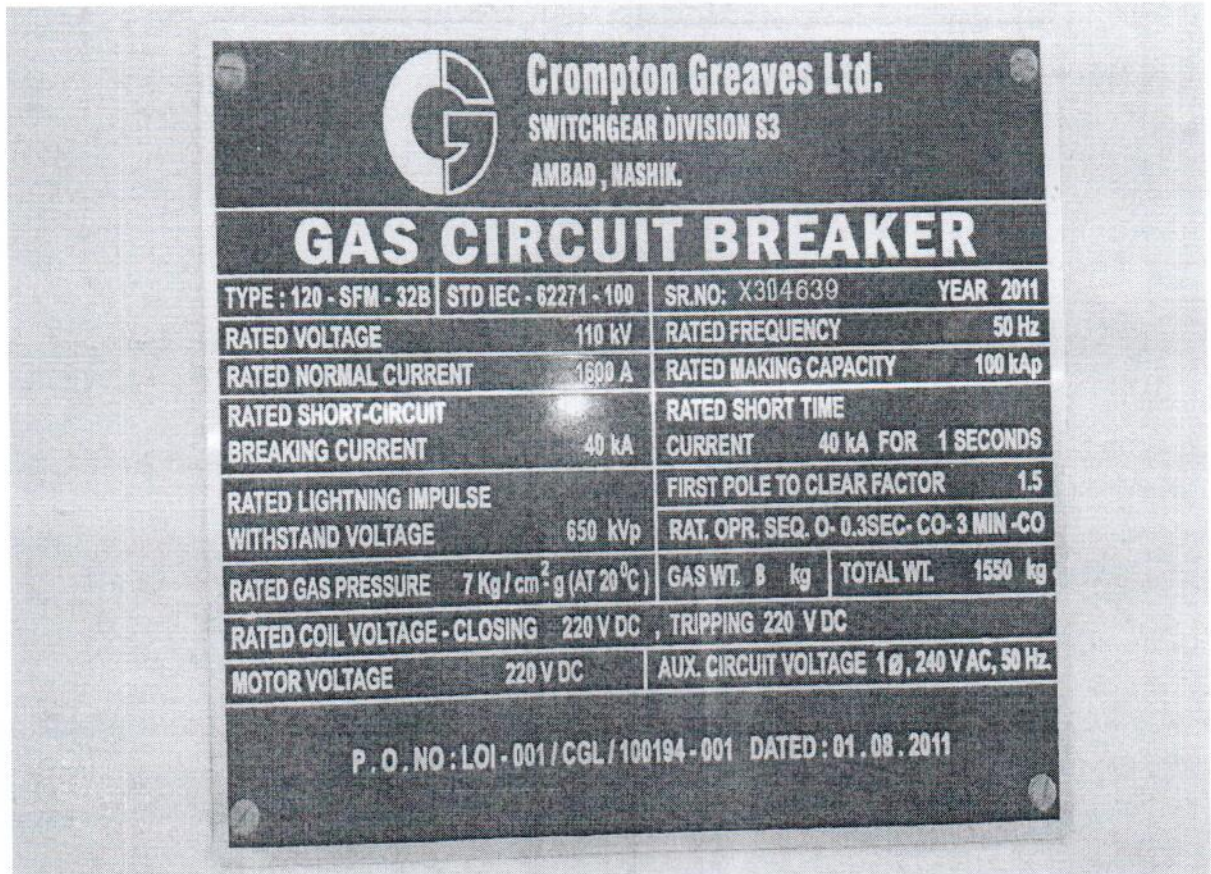 Crompton Greaves Ltd.
SWITCHGEAR DIVISION S3
AMBAD , NASHIK.
GAS CIRCUIT BREAKER
TYPE : 120 - SFM - 32B STD IEC - 62271 - 100 SR.NO: X304639 YEAR 2011
RATED VOLTAGE 110 kV RATED FREQUENCY 50 Hz
RATED NORMAL CURRENT 1600 A RATED MAKING CAPACITY 100 kAp
RATED SHORT-CIRCUIT
BREAKING CURRENT 40 kA
RATED SHORT TIME
CURRENT 40 kA FOR 1 SECONDS
RATED LIGHTNING IMPULSE
WITHSTAND VOLTAGE 650 kVp
FIRST POLE TO CLEAR FACTOR 1.5
RAT. OPR. SEQ. O- 0.3SEC- CO- 3 MIN -CO
RATED GAS PRESSURE 7 Kg / cm² g (AT 20⁰C) GAS WT. 8 kg TOTAL WT. 1550 kg
RATED COIL VOLTAGE - CLOSING 220 V DC , TRIPPING 220 V DC
MOTOR VOLTAGE 220 V DC AUX. CIRCUIT VOLTAGE 1ø , 240 V AC, 50 Hz.
P . O . NO : LOI - 001 / CGL / 100194 - 001 DATED : 01 . 08 . 2011